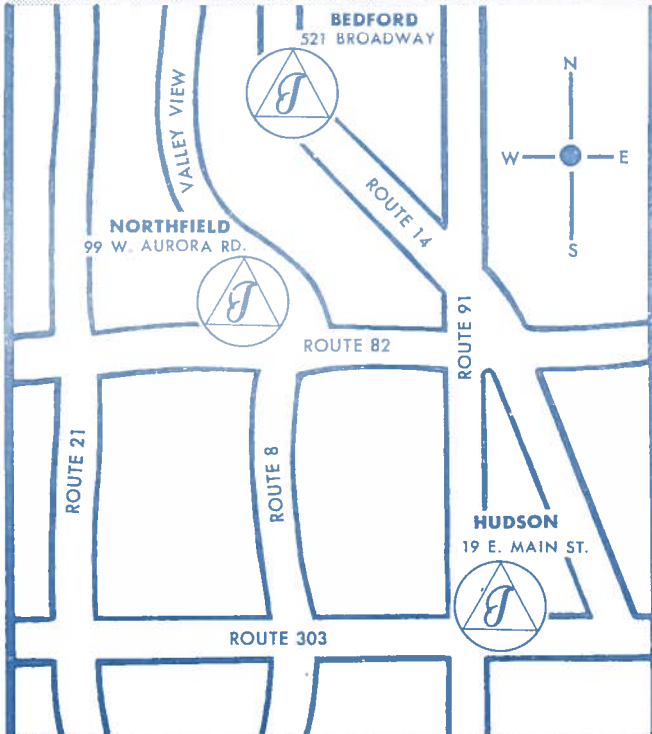 BEDFORD
521 BROADWAY
VALLEY VIEW
J
N
W
E
S
ROUTE 14
NORTHFIELD
99 W. AURORA RD.
J
ROUTE 82
ROUTE 91
ROUTE 21
ROUTE 8
HUDSON
19 E. MAIN ST.
J
ROUTE 303